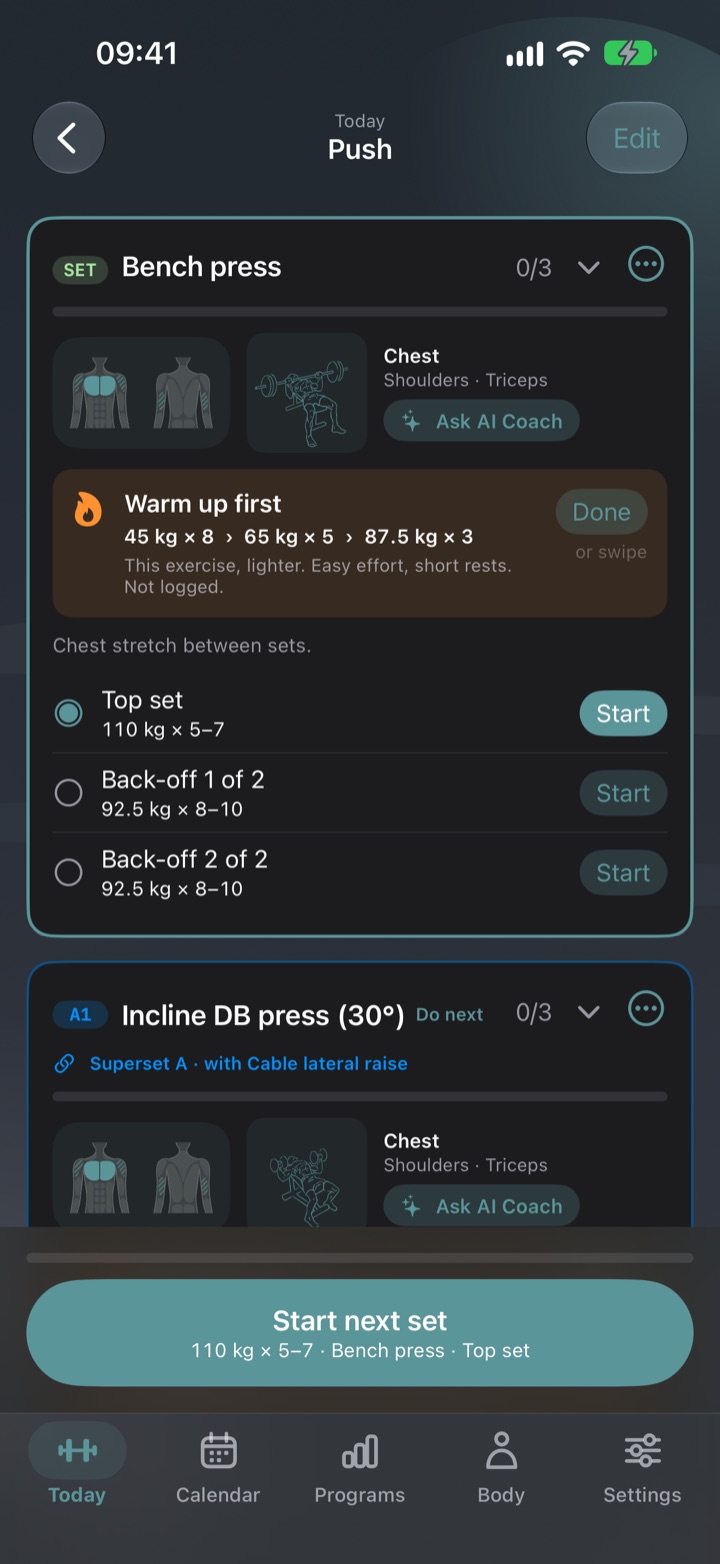 09:41
Today
Push
Edit
SET Bench press 0/3
Chest
Shoulders · Triceps
Ask AI Coach
Warm up first
Done
45 kg × 8 › 65 kg × 5 › 87.5 kg × 3
or swipe
This exercise, lighter. Easy effort, short rests.
Not logged.
Chest stretch between sets.
Top set
110 kg × 5–7
Start
Back-off 1 of 2
92.5 kg × 8–10
Start
Back-off 2 of 2
92.5 kg × 8–10
Start
A1 Incline DB press (30º) Do next 0/3
Superset A · with Cable lateral raise
Chest
Shoulders · Triceps
Ask AI Coach
Start next set
110 kg × 5–7 · Bench press · Top set
Today Calendar Programs Body Settings